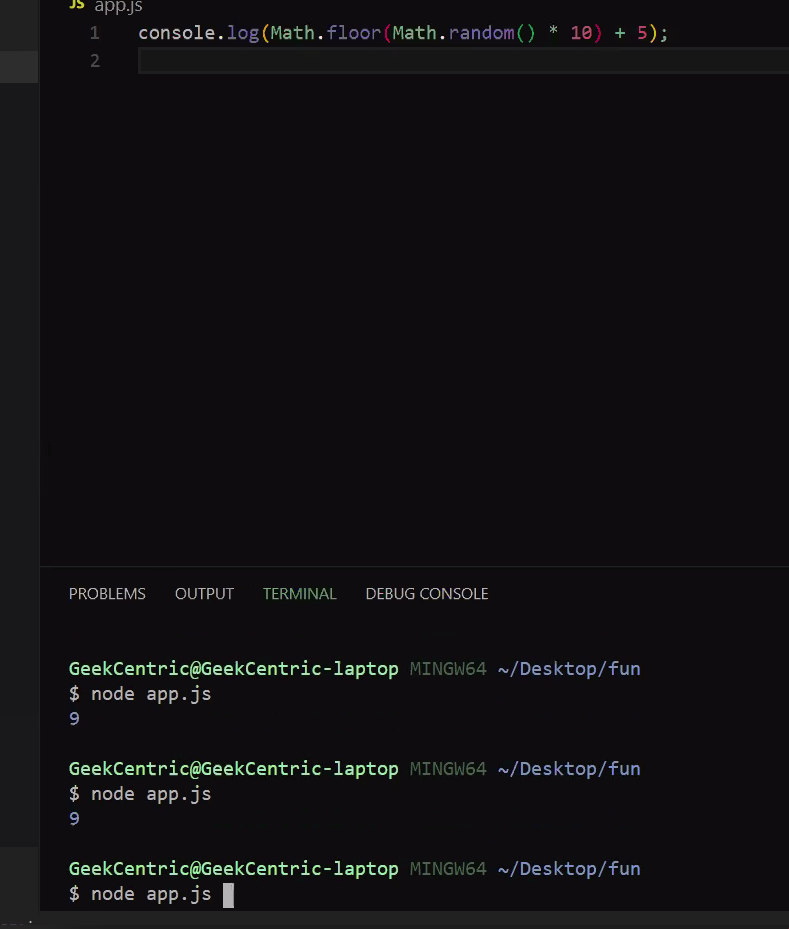 JS app.js
1 console.log(Math.floor(Math.random() * 10) + 5);
2
PROBLEMS OUTPUT TERMINAL DEBUG CONSOLE
GeekCentric@GeekCentric-laptop MINGW64 ~/Desktop/fun
$ node app.js
9
GeekCentric@GeekCentric-laptop MINGW64 ~/Desktop/fun
$ node app.js
9
GeekCentric@GeekCentric-laptop MINGW64 ~/Desktop/fun
$ node app.js